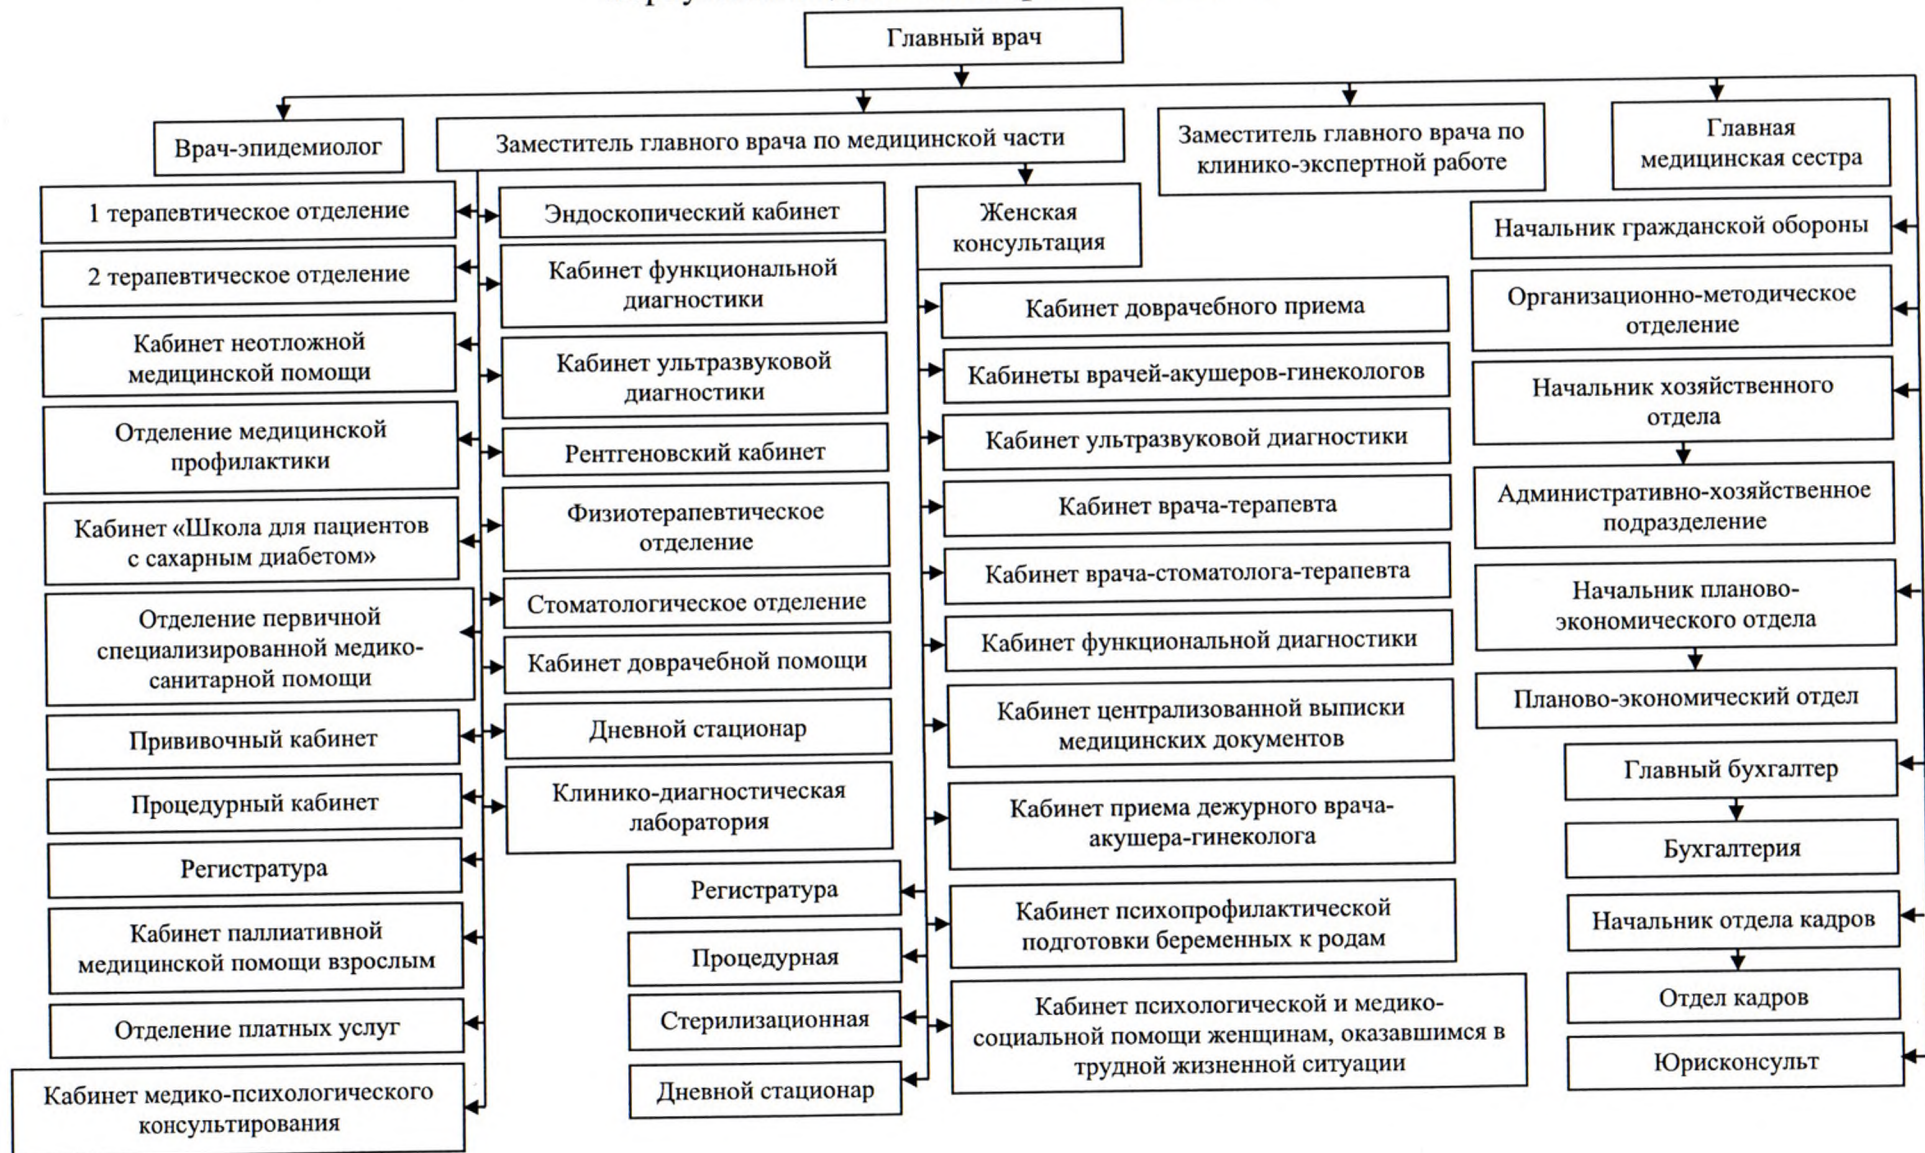 Главный врач
Врач-эпидемиолог
Заместитель главного врача по медицинской части
Заместитель главного врача по
клинико-экспертной работе
Главная
медицинская сестра
1 терапевтическое отделение
2 терапевтическое отделение
Кабинет неотложной
медицинской помощи
Отделение медицинской
профилактики
Кабинет «Школа для пациентов
с сахарным диабетом»
Отделение первичной
специализированной медико-
санитарной помощи
Прививочный кабинет
Процедурный кабинет
Регистратура
Кабинет паллиативной
медицинской помощи взрослым
Отделение платных услуг
Кабинет медико-психологического
консультирования
Эндоскопический кабинет
Кабинет функциональной
диагностики
Кабинет ультразвуковой
диагностики
Рентгеновский кабинет
Физиотерапевтическое
отделение
Стоматологическое отделение
Кабинет доврачебной помощи
Дневной стационар
Клинико-диагностическая
лаборатория
Женская
консультация
Кабинет доврачебного приема
Кабинеты врачей-акушеров-гинекологов
Кабинет ультразвуковой диагностики
Кабинет врача-терапевта
Кабинет врача-стоматолога-терапевта
Кабинет функциональной диагностики
Кабинет централизованной выписки
медицинских документов
Кабинет приема дежурного врача-
акушера-гинеколога
Кабинет психопрофилактической
подготовки беременных к родам
Кабинет психологической и медико-
социальной помощи женщинам, оказавшимся в
трудной жизненной ситуации
Регистратура
Процедурная
Стерилизационная
Дневной стационар
Начальник гражданской обороны
Организационно-методическое
отделение
Начальник хозяйственного
отдела
Административно-хозяйственное
подразделение
Начальник планово-
экономического отдела
Планово-экономический отдел
Главный бухгалтер
Бухгалтерия
Начальник отдела кадров
Отдел кадров
Юрисконсульт